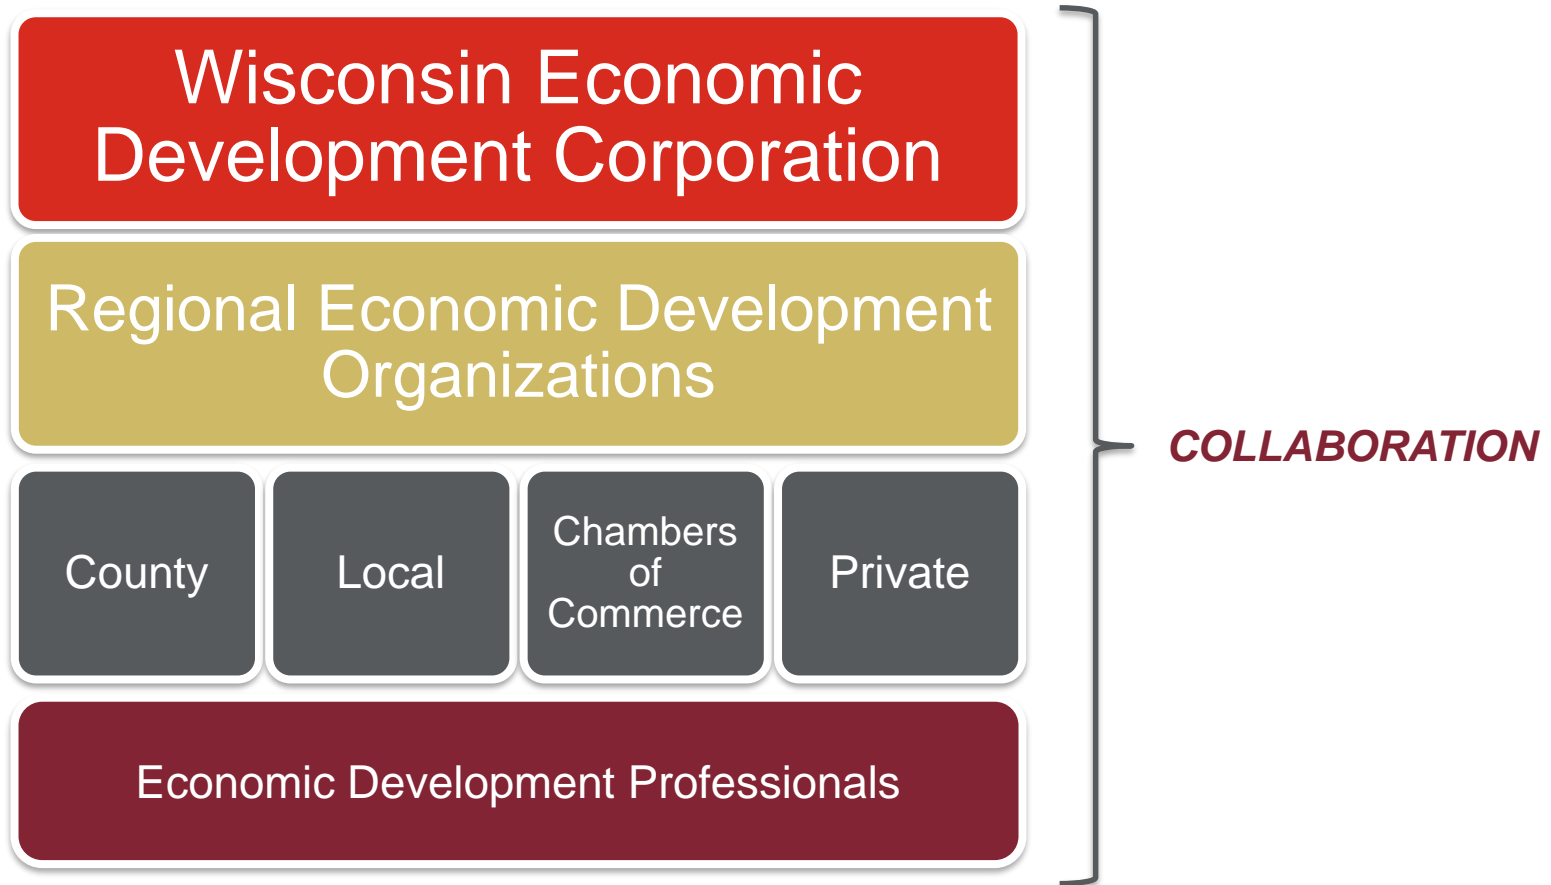 Wisconsin Economic
Development Corporation
Regional Economic Development
Organizations
County
Local
Chambers
of
Commerce
Private
Economic Development Professionals
COLLABORATION